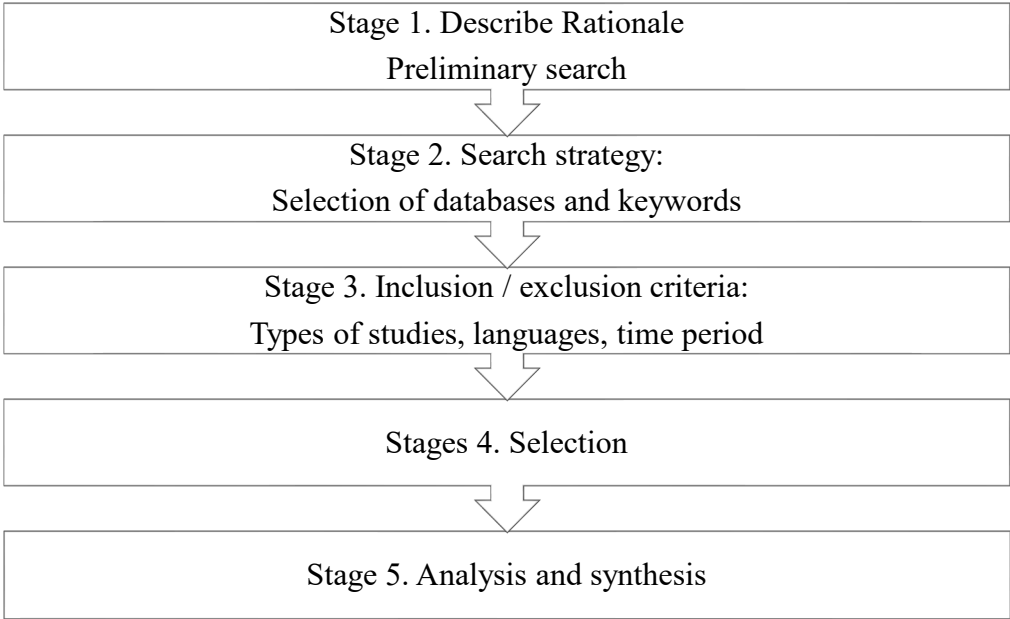 Stage 1. Describe Rationale
Preliminary search
Stage 2. Search strategy:
Selection of databases and keywords
Stage 3. Inclusion / exclusion criteria:
Types of studies, languages, time period
Stages 4. Selection
Stage 5. Analysis and synthesis